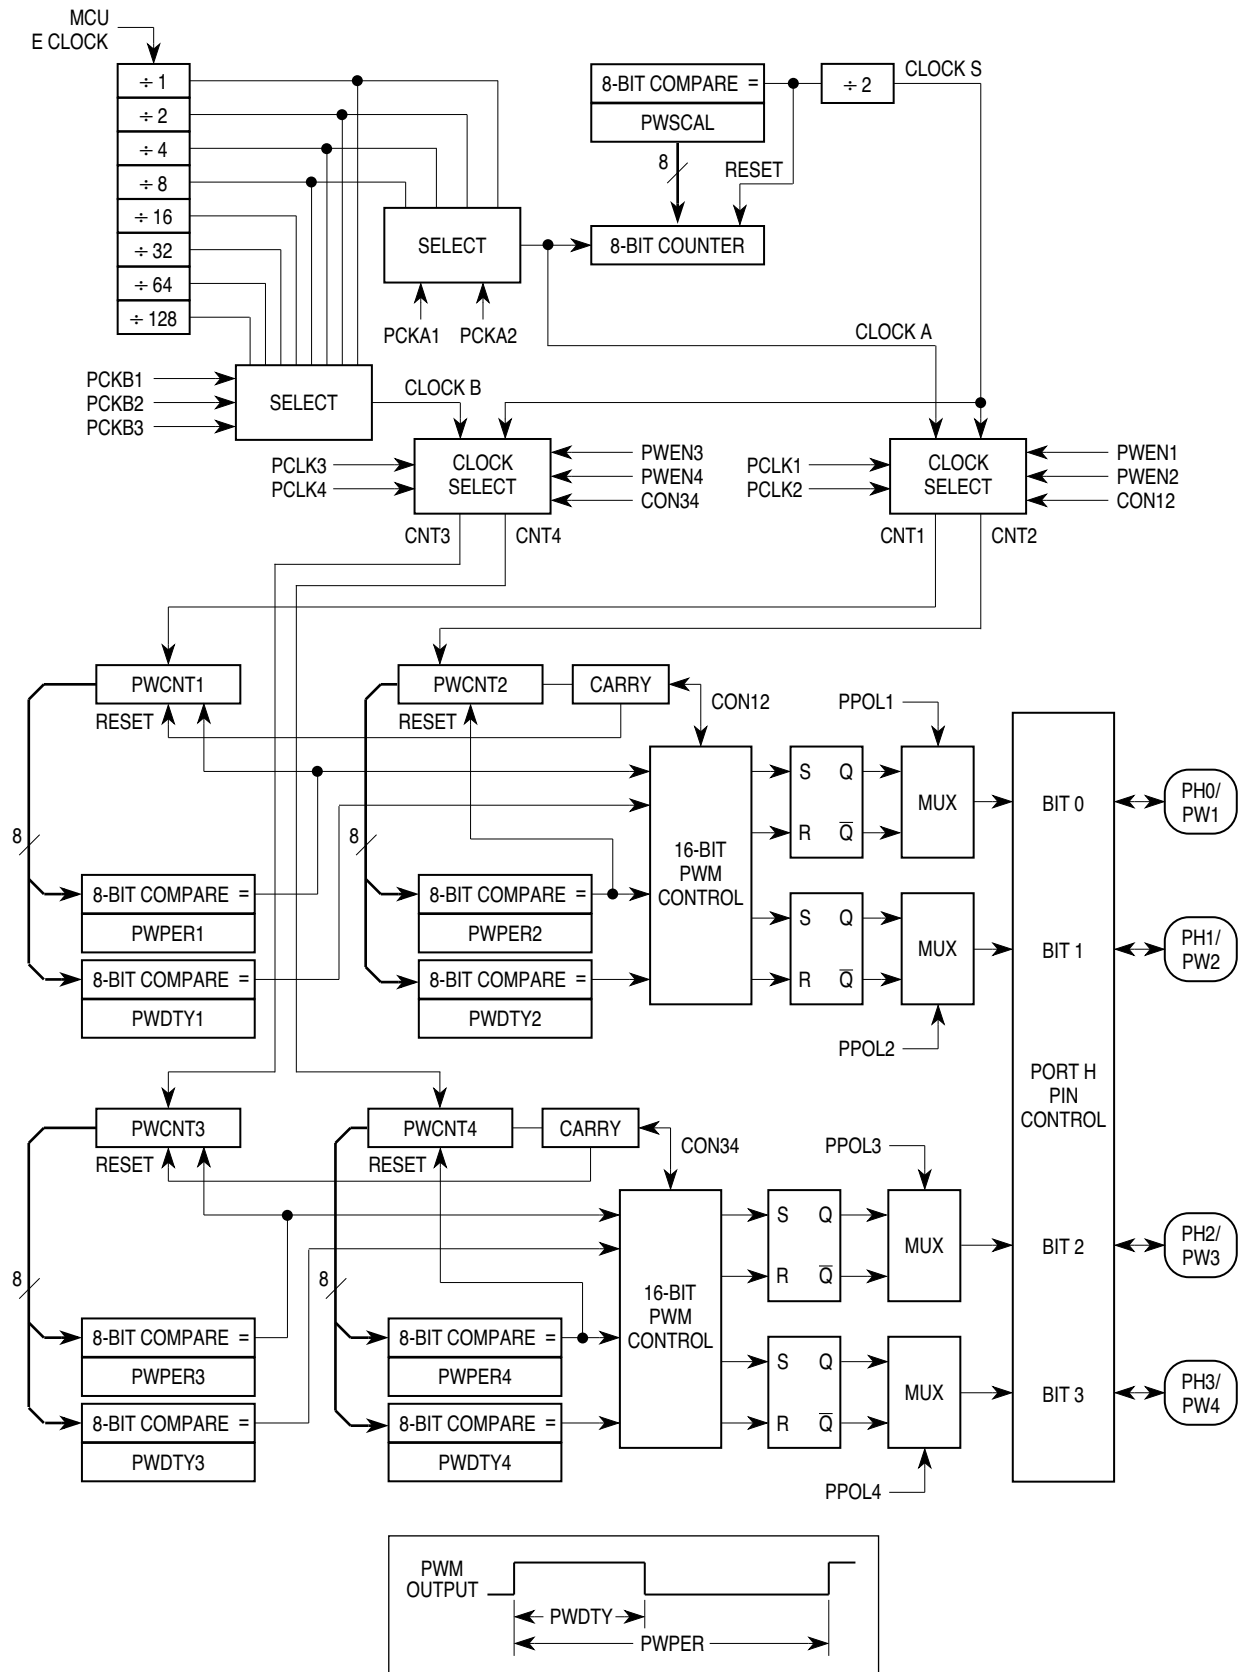 MCU
E CLOCK
÷ 1
÷ 2
÷ 4
÷ 8
÷ 16
÷ 32
÷ 64
÷ 128
8-BIT COMPARE =
PWSCAL
÷ 2
CLOCK S
8
RESET
SELECT
8-BIT COUNTER
PCKA1
PCKA2
CLOCK A
PCKB1
PCKB2
PCKB3
SELECT
CLOCK B
PCLK3
PCLK4
CLOCK
SELECT
PWEN3
PWEN4
CON34
PCLK1
PCLK2
CLOCK
SELECT
PWEN1
PWEN2
CON12
CNT3
CNT4
CNT1
CNT2
PWCNT1
RESET
PWCNT2
RESET
CARRY
CON12
8
8
8-BIT COMPARE =
PWPER1
8-BIT COMPARE =
PWDTY1
8-BIT COMPARE =
PWPER2
8-BIT COMPARE =
PWDTY2
16-BIT
PWM
CONTROL
S Q
R Q̅
S Q
R Q̅
PPOL1
MUX
MUX
PPOL2
BIT 0
BIT 1
PORT H
PIN
CONTROL
BIT 2
BIT 3
PH0/
PW1
PH1/
PW2
PH2/
PW3
PH3/
PW4
PWCNT3
RESET
PWCNT4
RESET
CARRY
CON34
8
8
8-BIT COMPARE =
PWPER3
8-BIT COMPARE =
PWDTY3
8-BIT COMPARE =
PWPER4
8-BIT COMPARE =
PWDTY4
16-BIT
PWM
CONTROL
S Q
R Q̅
S Q
R Q̅
PPOL3
MUX
MUX
PPOL4
PWM
OUTPUT
PWDTY
PWPER